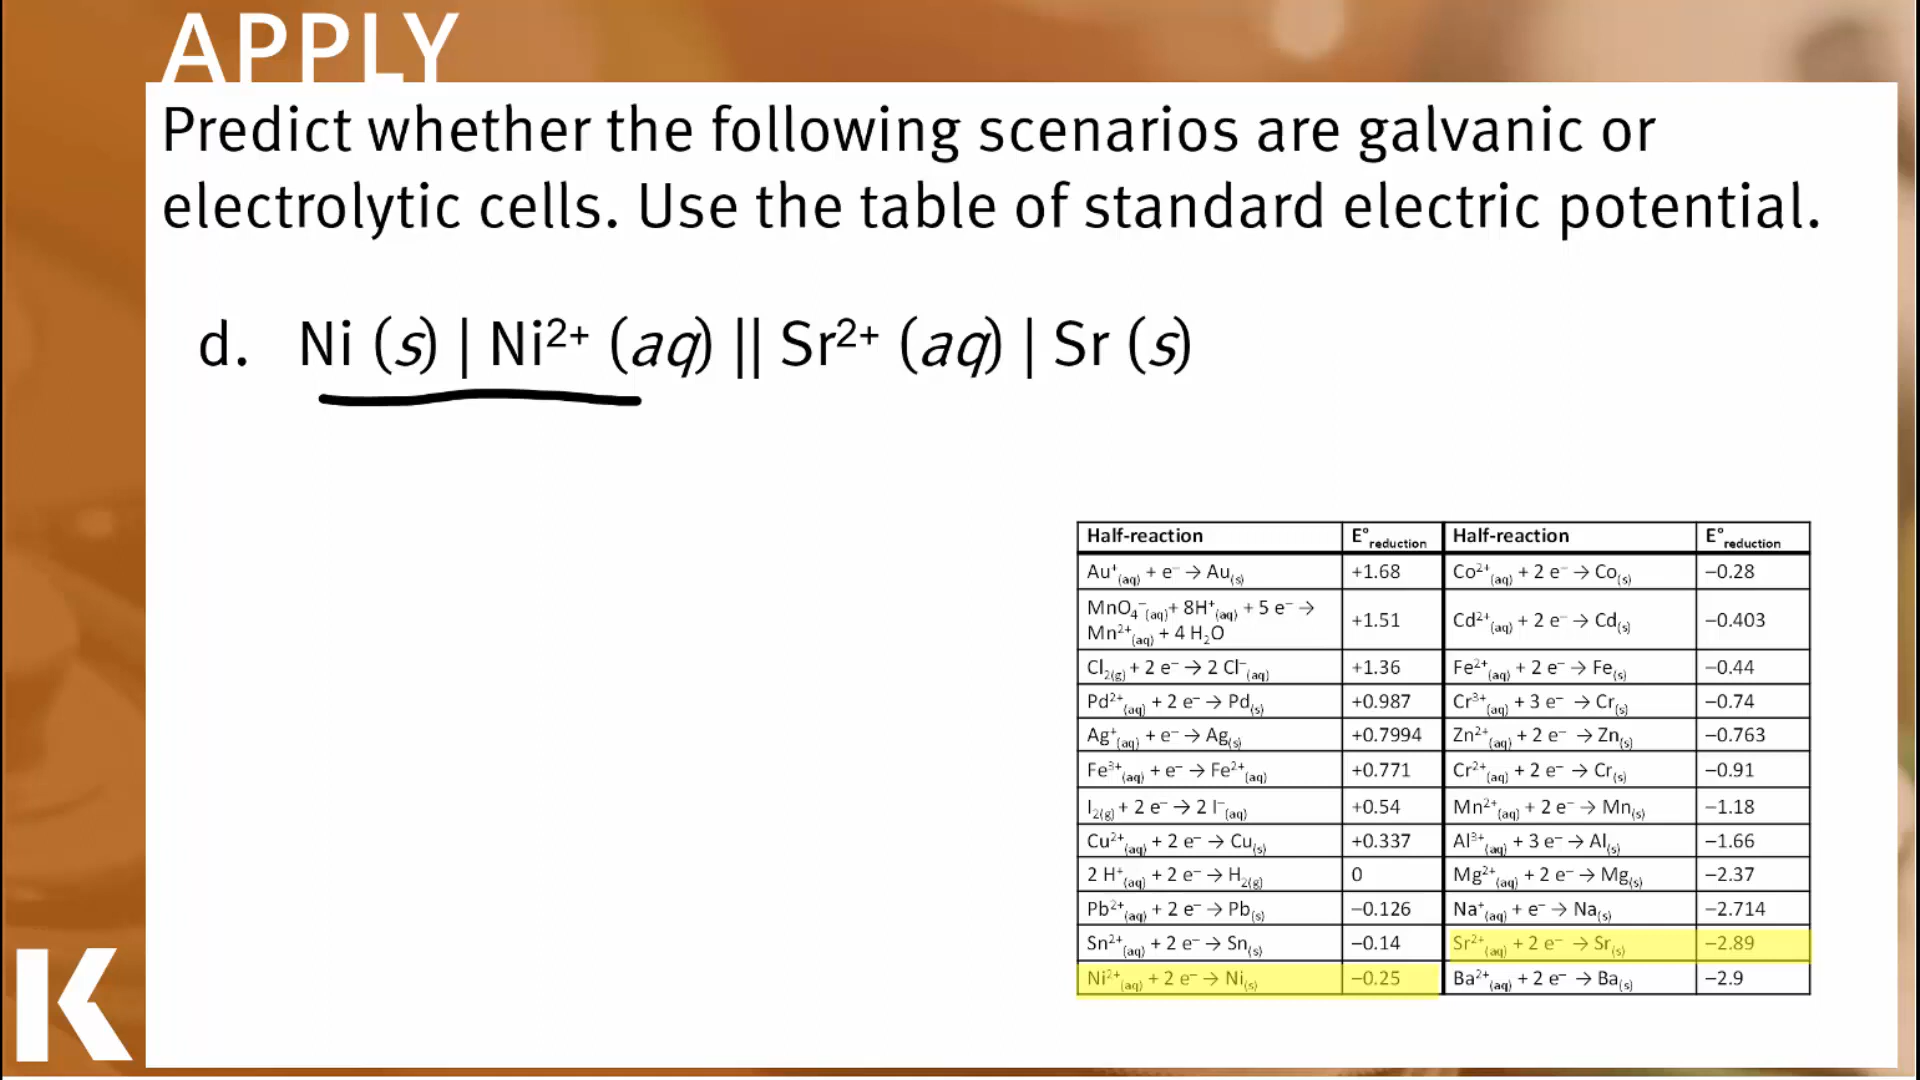 APPLY
Predict whether the following scenarios are galvanic or
electrolytic cells. Use the table of standard electric potential.
d. Ni (s) | Ni²⁺ (aq) || Sr²⁺ (aq) | Sr (s)
Half-reaction E°reduction Half-reaction E°reduction
Au⁺(aq) + e⁻ → Au(s) +1.68 Co²⁺(aq) + 2 e⁻ → Co(s) −0.28
MnO₄⁻(aq)+ 8H⁺(aq) + 5 e⁻ →
Mn²⁺(aq) + 4 H₂O +1.51 Cd²⁺(aq) + 2 e⁻ → Cd(s) −0.403
Cl₂(g) + 2 e⁻ → 2 Cl⁻(aq) +1.36 Fe²⁺(aq) + 2 e⁻ → Fe(s) −0.44
Pd²⁺(aq) + 2 e⁻ → Pd(s) +0.987 Cr³⁺(aq) + 3 e⁻ → Cr(s) −0.74
Ag⁺(aq) + e⁻ → Ag(s) +0.7994 Zn²⁺(aq) + 2 e⁻ → Zn(s) −0.763
Fe³⁺(aq) + e⁻ → Fe²⁺(aq) +0.771 Cr²⁺(aq) + 2 e⁻ → Cr(s) −0.91
I₂(g) + 2 e⁻ → 2 I⁻(aq) +0.54 Mn²⁺(aq) + 2 e⁻ → Mn(s) −1.18
Cu²⁺(aq) + 2 e⁻ → Cu(s) +0.337 Al³⁺(aq) + 3 e⁻ → Al(s) −1.66
2 H⁺(aq) + 2 e⁻ → H₂(g) 0 Mg²⁺(aq) + 2 e⁻ → Mg(s) −2.37
Pb²⁺(aq) + 2 e⁻ → Pb(s) −0.126 Na⁺(aq) + e⁻ → Na(s) −2.714
Sn²⁺(aq) + 2 e⁻ → Sn(s) −0.14 Sr²⁺(aq) + 2 e⁻ → Sr(s) −2.89
Ni²⁺(aq) + 2 e⁻ → Ni(s) −0.25 Ba²⁺(aq) + 2 e⁻ → Ba(s) −2.9
K